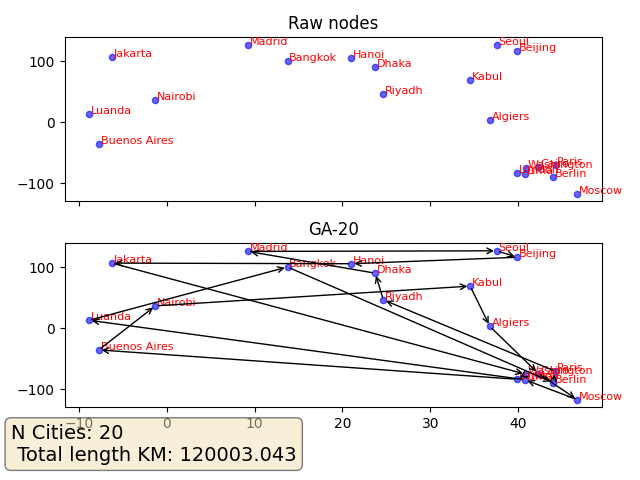 Raw nodes
Madrid
Seoul
Beijing
Jakarta
Bangkok
Hanoi
Dhaka
Kabul
Riyadh
Nairobi
Luanda
Algiers
Buenos Aires
Paris
Berlin
Moscow
100
0
−100
GA-20
Madrid
Seoul
Beijing
Jakarta
Bangkok
Hanoi
Dhaka
Kabul
Riyadh
Nairobi
Luanda
Algiers
Buenos Aires
Paris
Berlin
Moscow
100
0
−100
−10 0 10 20 30 40
N Cities: 20
Total length KM: 120003.043